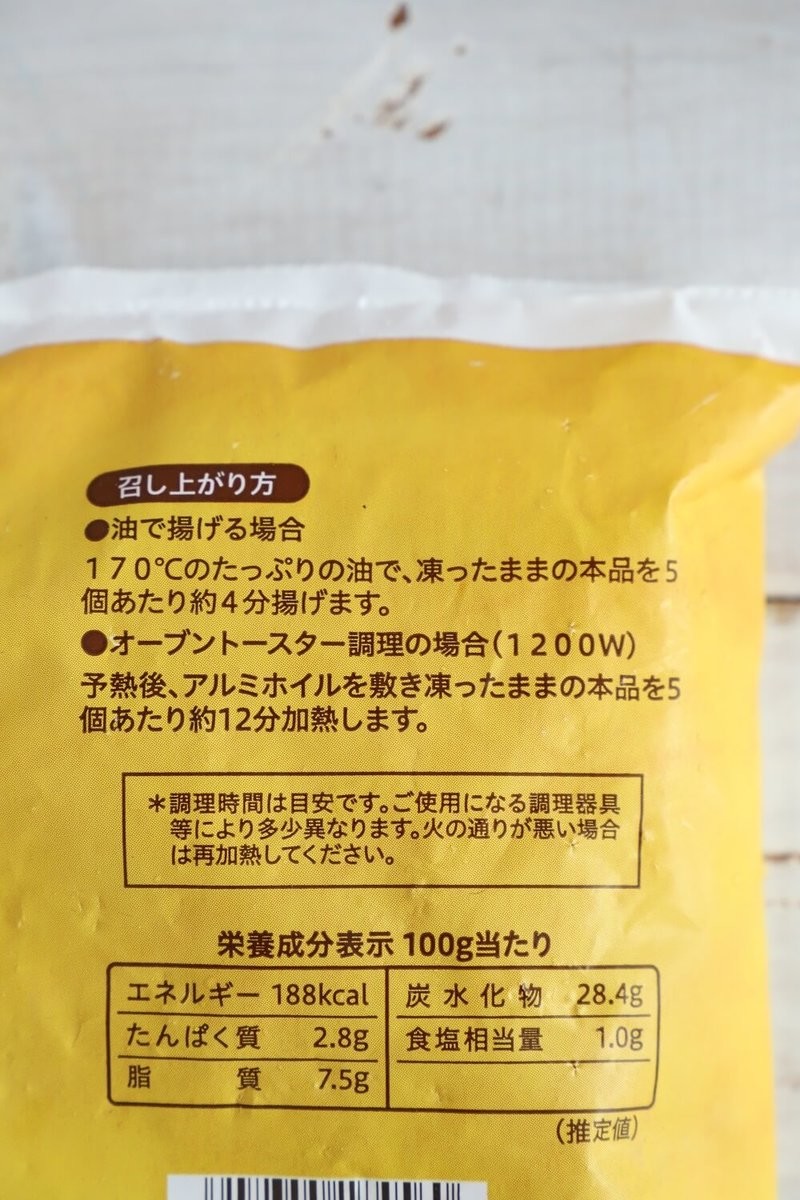 召し上がり方
●油で揚げる場合
170℃のたっぷりの油で、凍ったままの本品を5
個あたり約4分揚げます。
●オーブントースター調理の場合(1200W)
予熱後、アルミホイルを敷き凍ったままの本品を5
個あたり約12分加熱します。
*調理時間は目安です。ご使用になる調理器具
等により多少異なります。火の通りが悪い場合
は再加熱してください。
栄養成分表示 100g当たり
エネルギー 188kcal 炭水化物 28.4g
たんぱく質 2.8g 食塩相当量 1.0g
脂質 7.5g
(推定値)